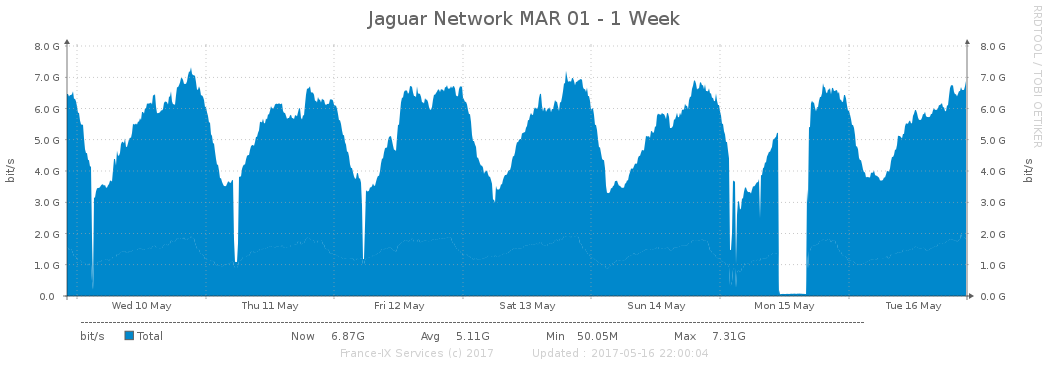 Jaguar Network MAR 01 - 1 Week
RRDTOOL / TOBI OETIKER
8.0 G 8.0 G
7.0 G 7.0 G
6.0 G 6.0 G
5.0 G 5.0 G
4.0 G 4.0 G
3.0 G 3.0 G
2.0 G 2.0 G
1.0 G 1.0 G
0.0 0.0 G
bit/s
bit/s
Wed 10 May Thu 11 May Fri 12 May Sat 13 May Sun 14 May Mon 15 May Tue 16 May
bit/s Total Now 6.87G Avg 5.11G Min 50.05M Max 7.31G
France-IX Services (c) 2017 Updated : 2017-05-16 22:00:04